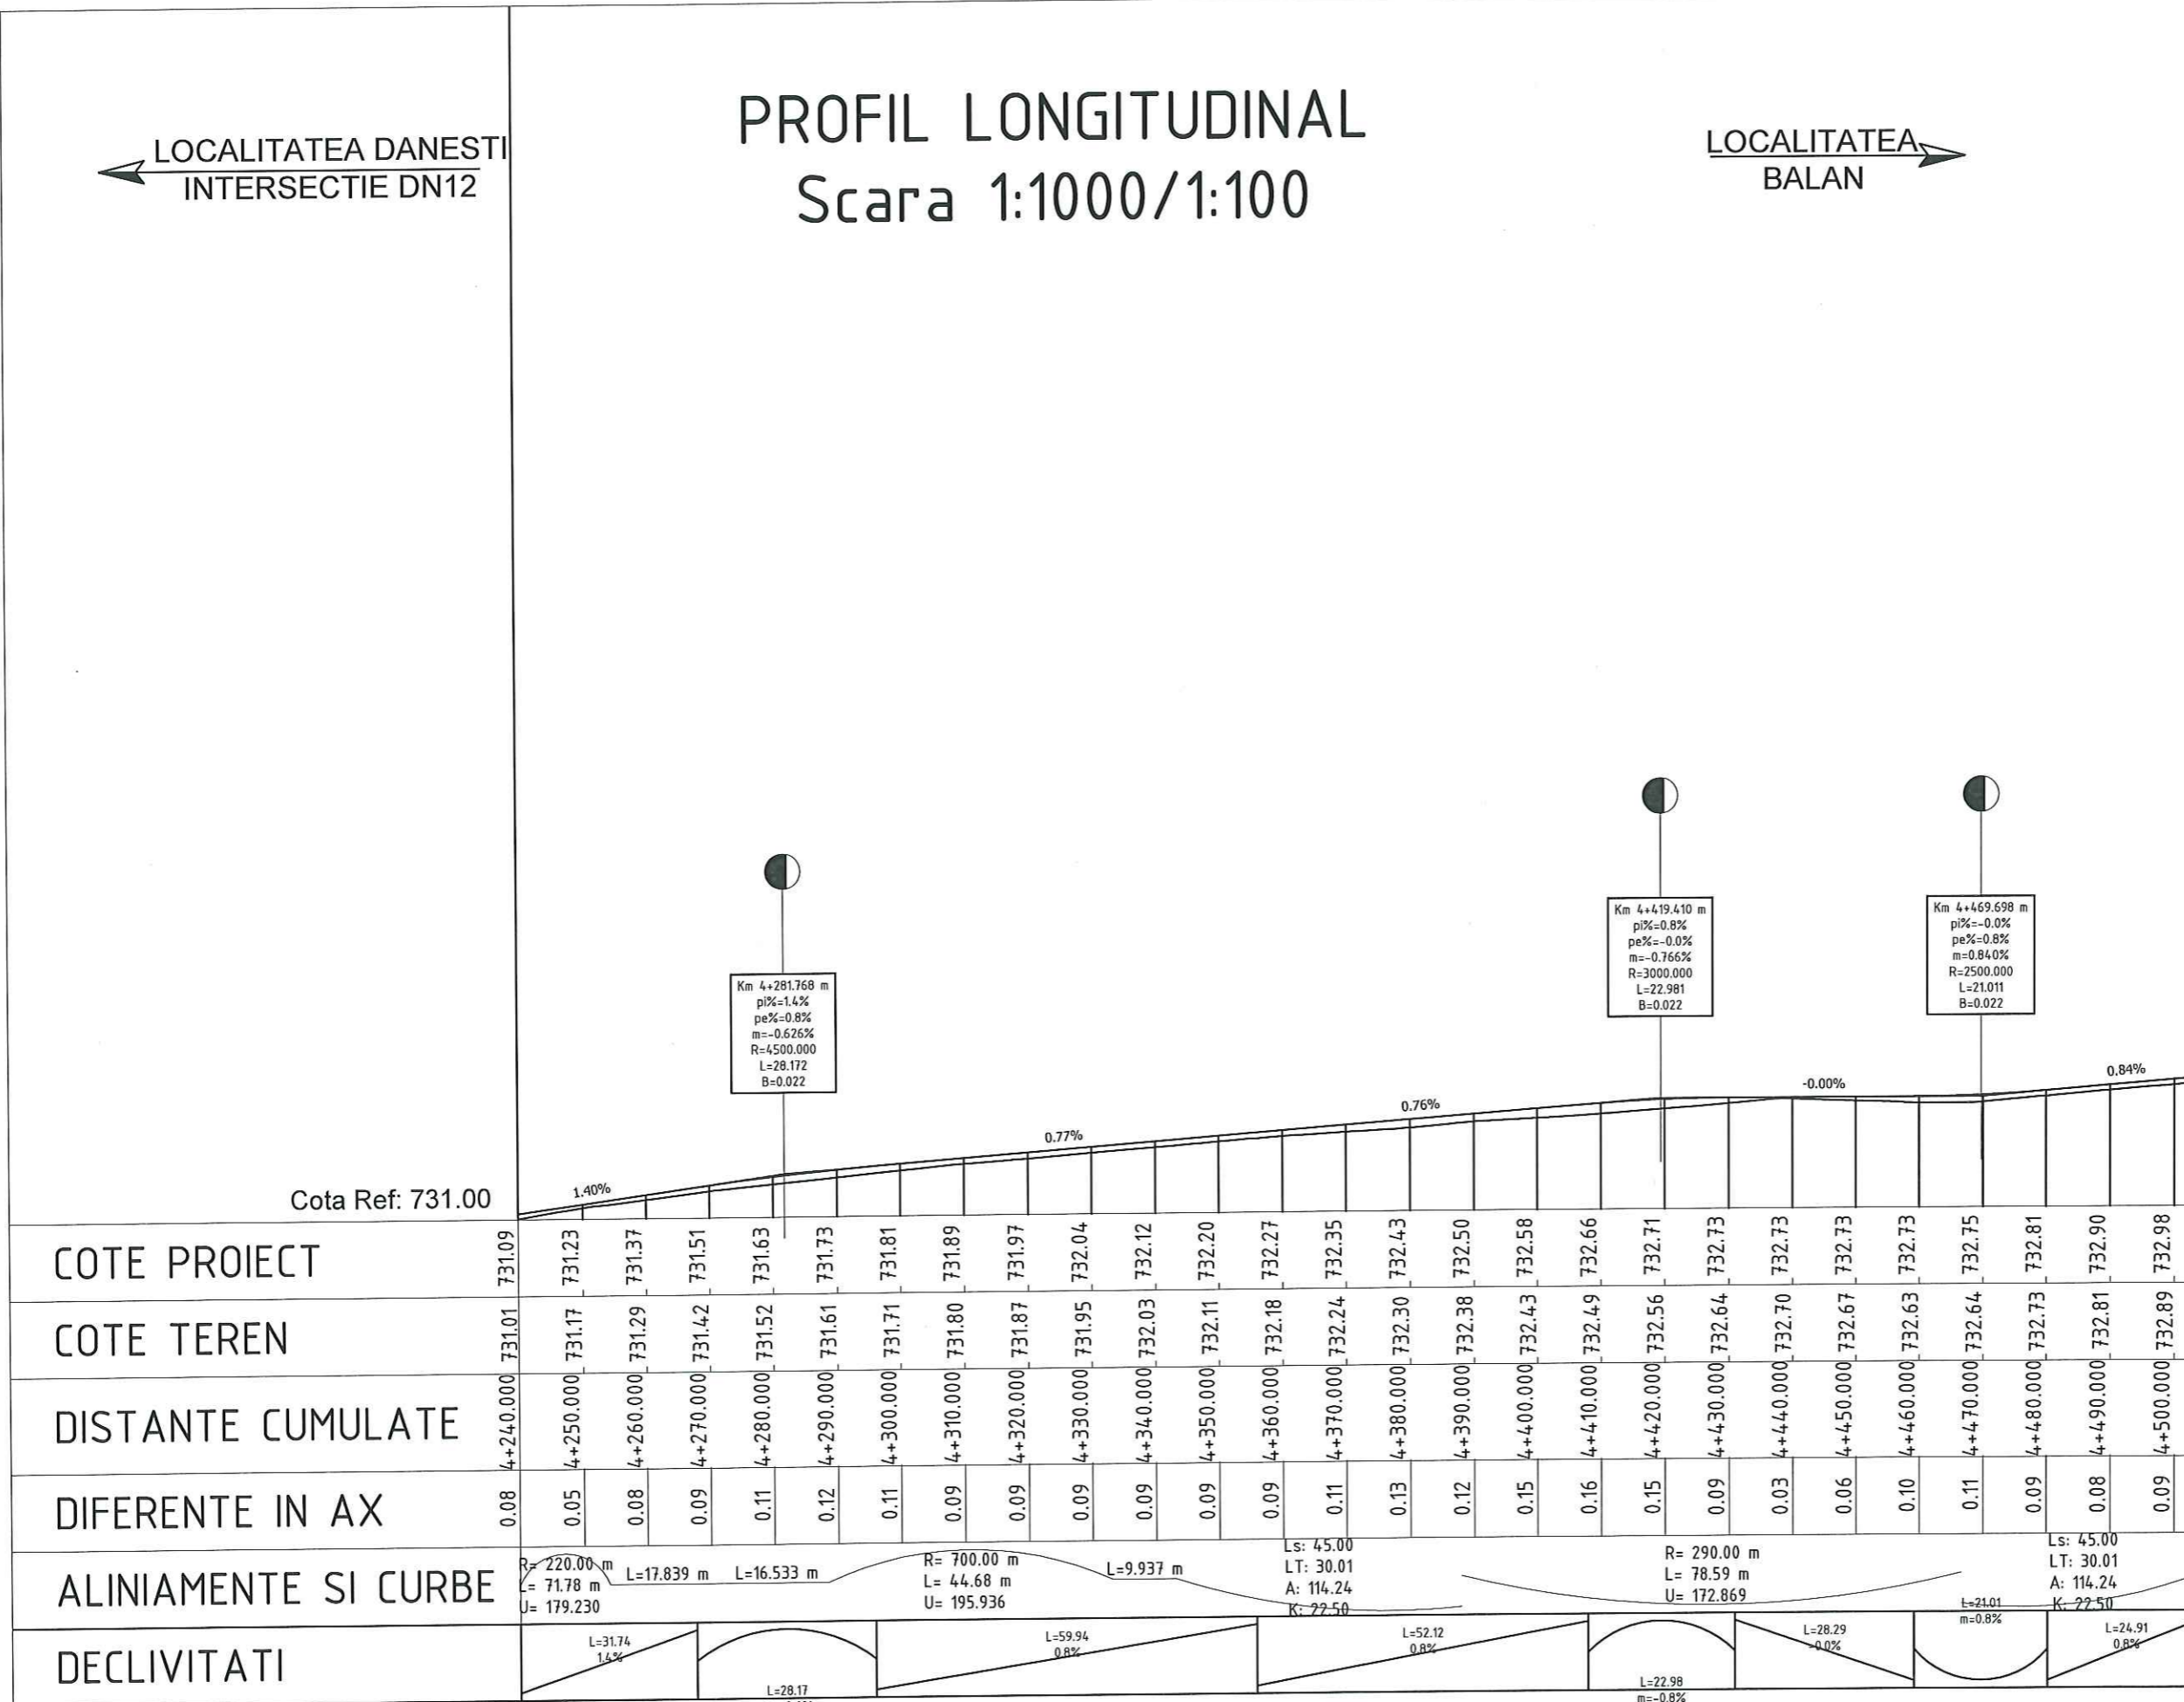 PROFIL LONGITUDINAL
Scara 1:1000/1:100
LOCALITATEA DANESTI
INTERSECTIE DN12
LOCALITATEA
BALAN
Km 4+281.768 m
pi%=1.4%
pe%=0.8%
m=-0.626%
R=4500.000
L=28.172
B=0.022
Km 4+419.410 m
pi%=0.8%
pe%=-0.0%
m=-0.766%
R=3000.000
L=22.981
B=0.022
Km 4+469.698 m
pi%=-0.0%
pe%=0.8%
m=0.840%
R=2500.000
L=21.011
B=0.022
1.40%
0.77%
0.76%
-0.00%
0.84%
Cota Ref: 731.00
COTE PROIECT 731.09 731.23 731.37 731.51 731.63 731.73 731.81 731.89 731.97 732.04 732.12 732.20 732.27 732.35 732.43 732.50 732.58 732.66 732.71 732.73 732.73 732.73 732.73 732.75 732.81 732.90 732.98
COTE TEREN 731.01 731.17 731.29 731.42 731.52 731.61 731.71 731.80 731.87 731.95 732.03 732.11 732.18 732.24 732.30 732.38 732.43 732.49 732.56 732.64 732.70 732.67 732.63 732.64 732.73 732.81 732.89
DISTANTE CUMULATE 4+240.000 4+250.000 4+260.000 4+270.000 4+280.000 4+290.000 4+300.000 4+310.000 4+320.000 4+330.000 4+340.000 4+350.000 4+360.000 4+370.000 4+380.000 4+390.000 4+400.000 4+410.000 4+420.000 4+430.000 4+440.000 4+450.000 4+460.000 4+470.000 4+480.000 4+490.000 4+500.000
DIFERENTE IN AX 0.08 0.05 0.08 0.09 0.11 0.12 0.11 0.09 0.09 0.09 0.09 0.09 0.09 0.11 0.13 0.12 0.15 0.16 0.15 0.09 0.03 0.06 0.10 0.11 0.09 0.08 0.09
ALINIAMENTE SI CURBE
R= 220.00 m
L= 71.78 m
U= 179.230
L=17.839 m
L=16.533 m
R= 700.00 m
L= 44.68 m
U= 195.936
L=9.937 m
Ls: 45.00
LT: 30.01
A: 114.24
K: 22.50
R= 290.00 m
L= 78.59 m
U= 172.869
Ls: 45.00
LT: 30.01
A: 114.24
K: 22.50
DECLIVITATI
L=31.74
1.4%
L=28.17
L=59.94
0.8%
L=52.12
0.8%
L=22.98
m=-0.8%
L=28.29
-0.0%
L=21.01
m=0.8%
L=24.91
0.8%